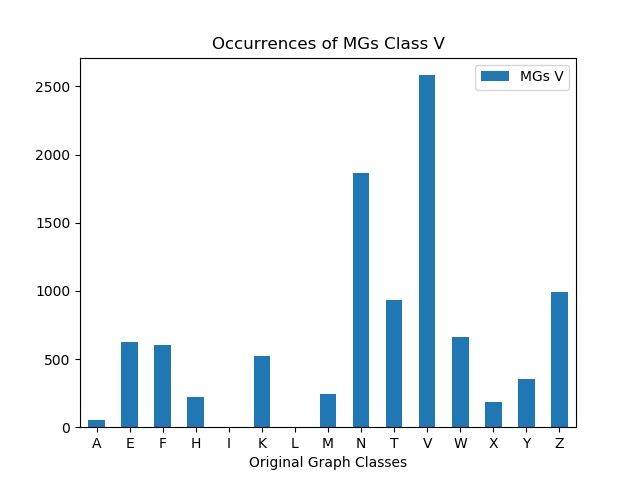 Occurrences of MGs Class V
MGs V
2500
2000
1500
1000
500
0
A E F H I K L M N T V W X Y Z
Original Graph Classes